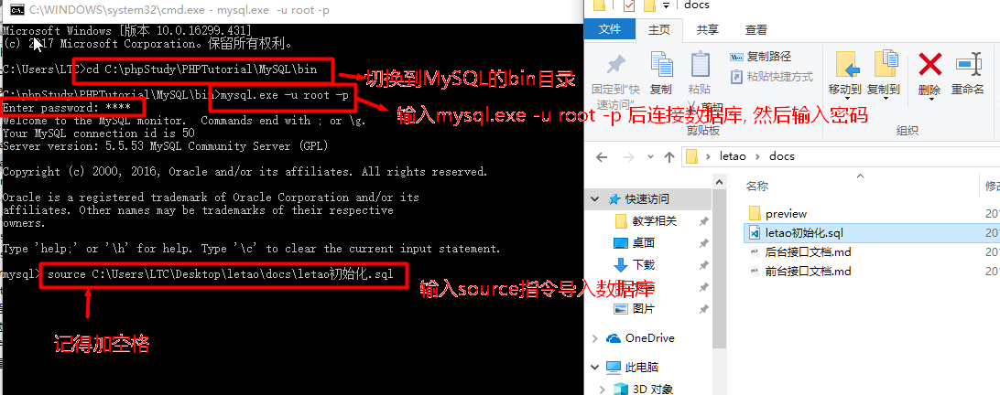 C:\WINDOWS\system32\cmd.exe - mysql.exe -u root -p
Microsoft Windows [版本 10.0.16299.431]
(c) 2017 Microsoft Corporation。保留所有权利。
C:\Users\LTC>cd C:\phpStudy\PHPTutorial\MySQL\bin
切换到MySQL的bin目录
C:\phpStudy\PHPTutorial\MySQL\bin>mysql.exe -u root -p
Enter password: ****
输入mysql.exe -u root -p 后连接数据库, 然后输入密码
Welcome to the MySQL monitor.  Commands end with ; or \g.
Your MySQL connection id is 50
Server version: 5.5.53 MySQL Community Server (GPL)
Copyright (c) 2000, 2016, Oracle and/or its affiliates. All rights reserved.
Oracle is a registered trademark of Oracle Corporation and/or its
affiliates. Other names may be trademarks of their respective
owners.
Type 'help;' or '\h' for help. Type '\c' to clear the current input statement.
mysql> source C:\Users\LTC\Desktop\letao\docs\letao初始化.sql
输入source指令导入数据库
记得加空格
docs
文件
主页
共享
查看
固定到"快
速访问"
复制
粘贴
复制路径
粘贴快捷方式
剪切
移动到
复制到
删除
重命名
剪贴板
组织
letao
docs
快速访问
教学相关
桌面
下载
图片
OneDrive
此电脑
3D 对象
名称
preview
letao初始化.sql
后台接口文档.md
前台接口文档.md